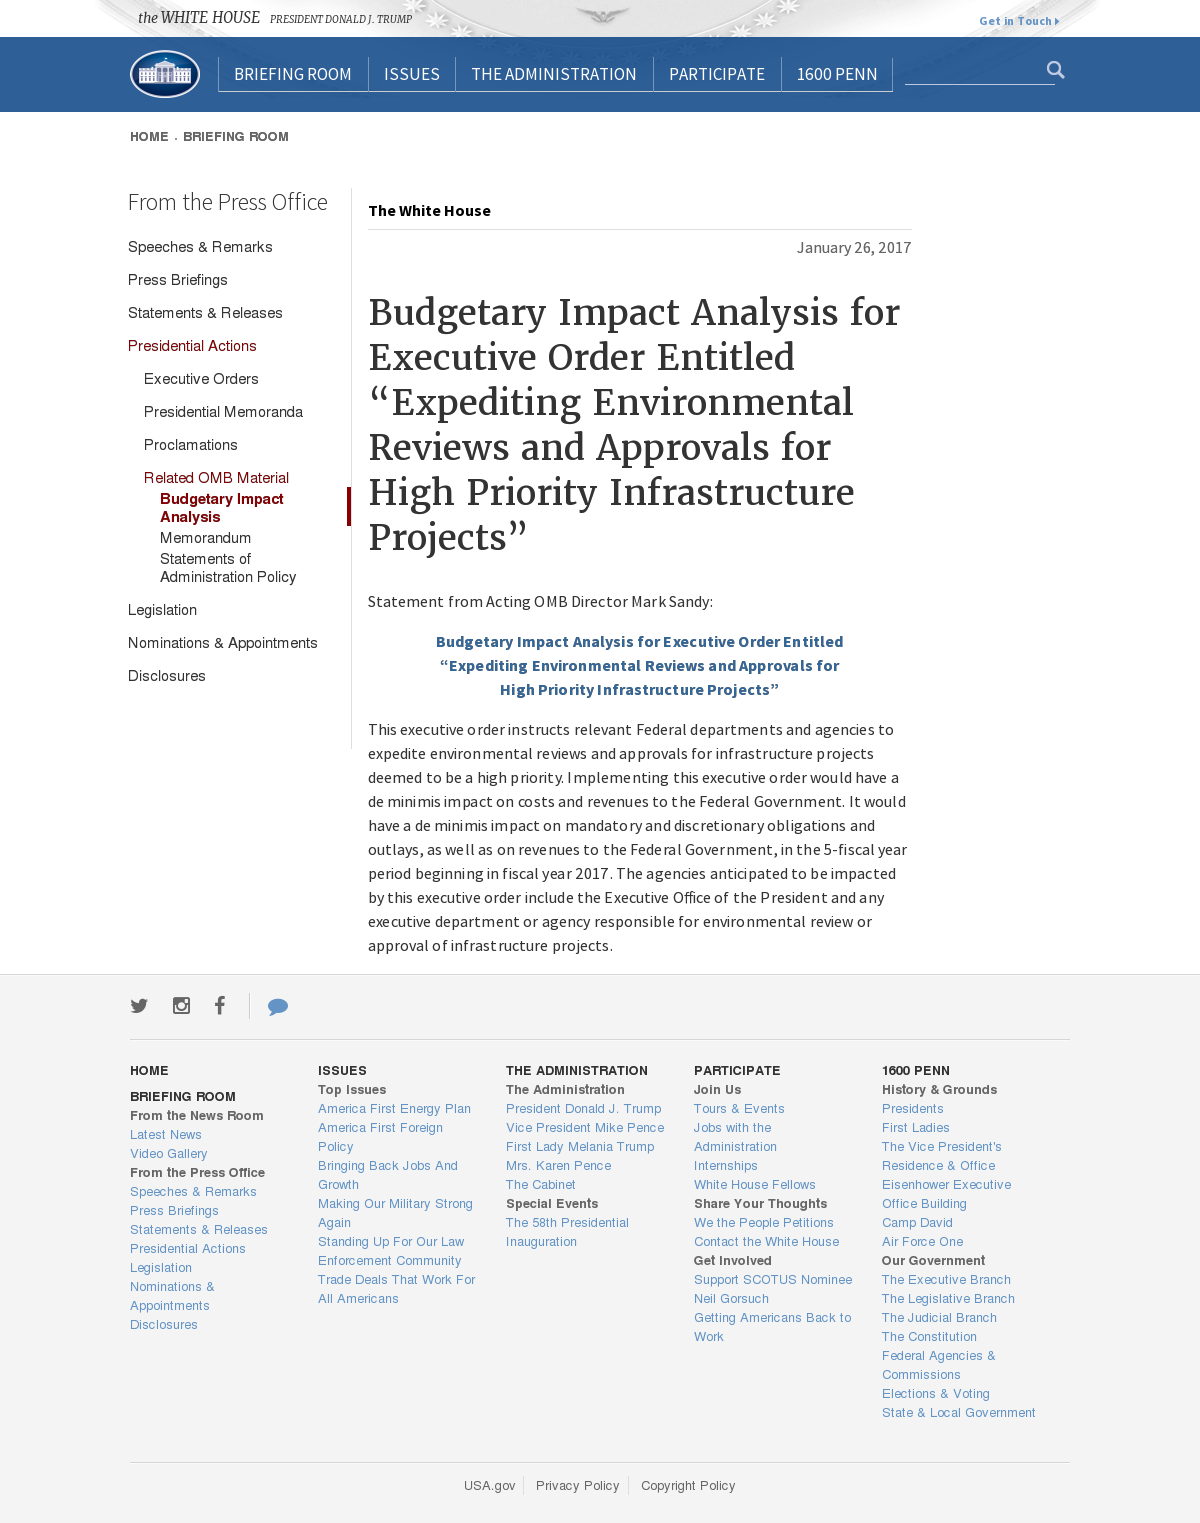 the WHITE HOUSE PRESIDENT DONALD J. TRUMP
Get in Touch
BRIEFING ROOM ISSUES THE ADMINISTRATION PARTICIPATE 1600 PENN
HOME . BRIEFING ROOM
From the Press Office
Speeches & Remarks
Press Briefings
Statements & Releases
Presidential Actions
Executive Orders
Presidential Memoranda
Proclamations
Related OMB Material
Budgetary Impact
Analysis
Memorandum
Statements of
Administration Policy
Legislation
Nominations & Appointments
Disclosures
The White House
January 26, 2017
Budgetary Impact Analysis for
Executive Order Entitled
“Expediting Environmental
Reviews and Approvals for
High Priority Infrastructure
Projects”
Statement from Acting OMB Director Mark Sandy:
Budgetary Impact Analysis for Executive Order Entitled
“Expediting Environmental Reviews and Approvals for
High Priority Infrastructure Projects”
This executive order instructs relevant Federal departments and agencies to
expedite environmental reviews and approvals for infrastructure projects
deemed to be a high priority. Implementing this executive order would have a
de minimis impact on costs and revenues to the Federal Government. It would
have a de minimis impact on mandatory and discretionary obligations and
outlays, as well as on revenues to the Federal Government, in the 5-fiscal year
period beginning in fiscal year 2017. The agencies anticipated to be impacted
by this executive order include the Executive Office of the President and any
executive department or agency responsible for environmental review or
approval of infrastructure projects.
HOME
BRIEFING ROOM
From the News Room
Latest News
Video Gallery
From the Press Office
Speeches & Remarks
Press Briefings
Statements & Releases
Presidential Actions
Legislation
Nominations &
Appointments
Disclosures
ISSUES
Top Issues
America First Energy Plan
America First Foreign
Policy
Bringing Back Jobs And
Growth
Making Our Military Strong
Again
Standing Up For Our Law
Enforcement Community
Trade Deals That Work For
All Americans
THE ADMINISTRATION
The Administration
President Donald J. Trump
Vice President Mike Pence
First Lady Melania Trump
Mrs. Karen Pence
The Cabinet
Special Events
The 58th Presidential
Inauguration
PARTICIPATE
Join Us
Tours & Events
Jobs with the
Administration
Internships
White House Fellows
Share Your Thoughts
We the People Petitions
Contact the White House
Get Involved
Support SCOTUS Nominee
Neil Gorsuch
Getting Americans Back to
Work
1600 PENN
History & Grounds
Presidents
First Ladies
The Vice President's
Residence & Office
Eisenhower Executive
Office Building
Camp David
Air Force One
Our Government
The Executive Branch
The Legislative Branch
The Judicial Branch
The Constitution
Federal Agencies &
Commissions
Elections & Voting
State & Local Government
USA.gov Privacy Policy Copyright Policy